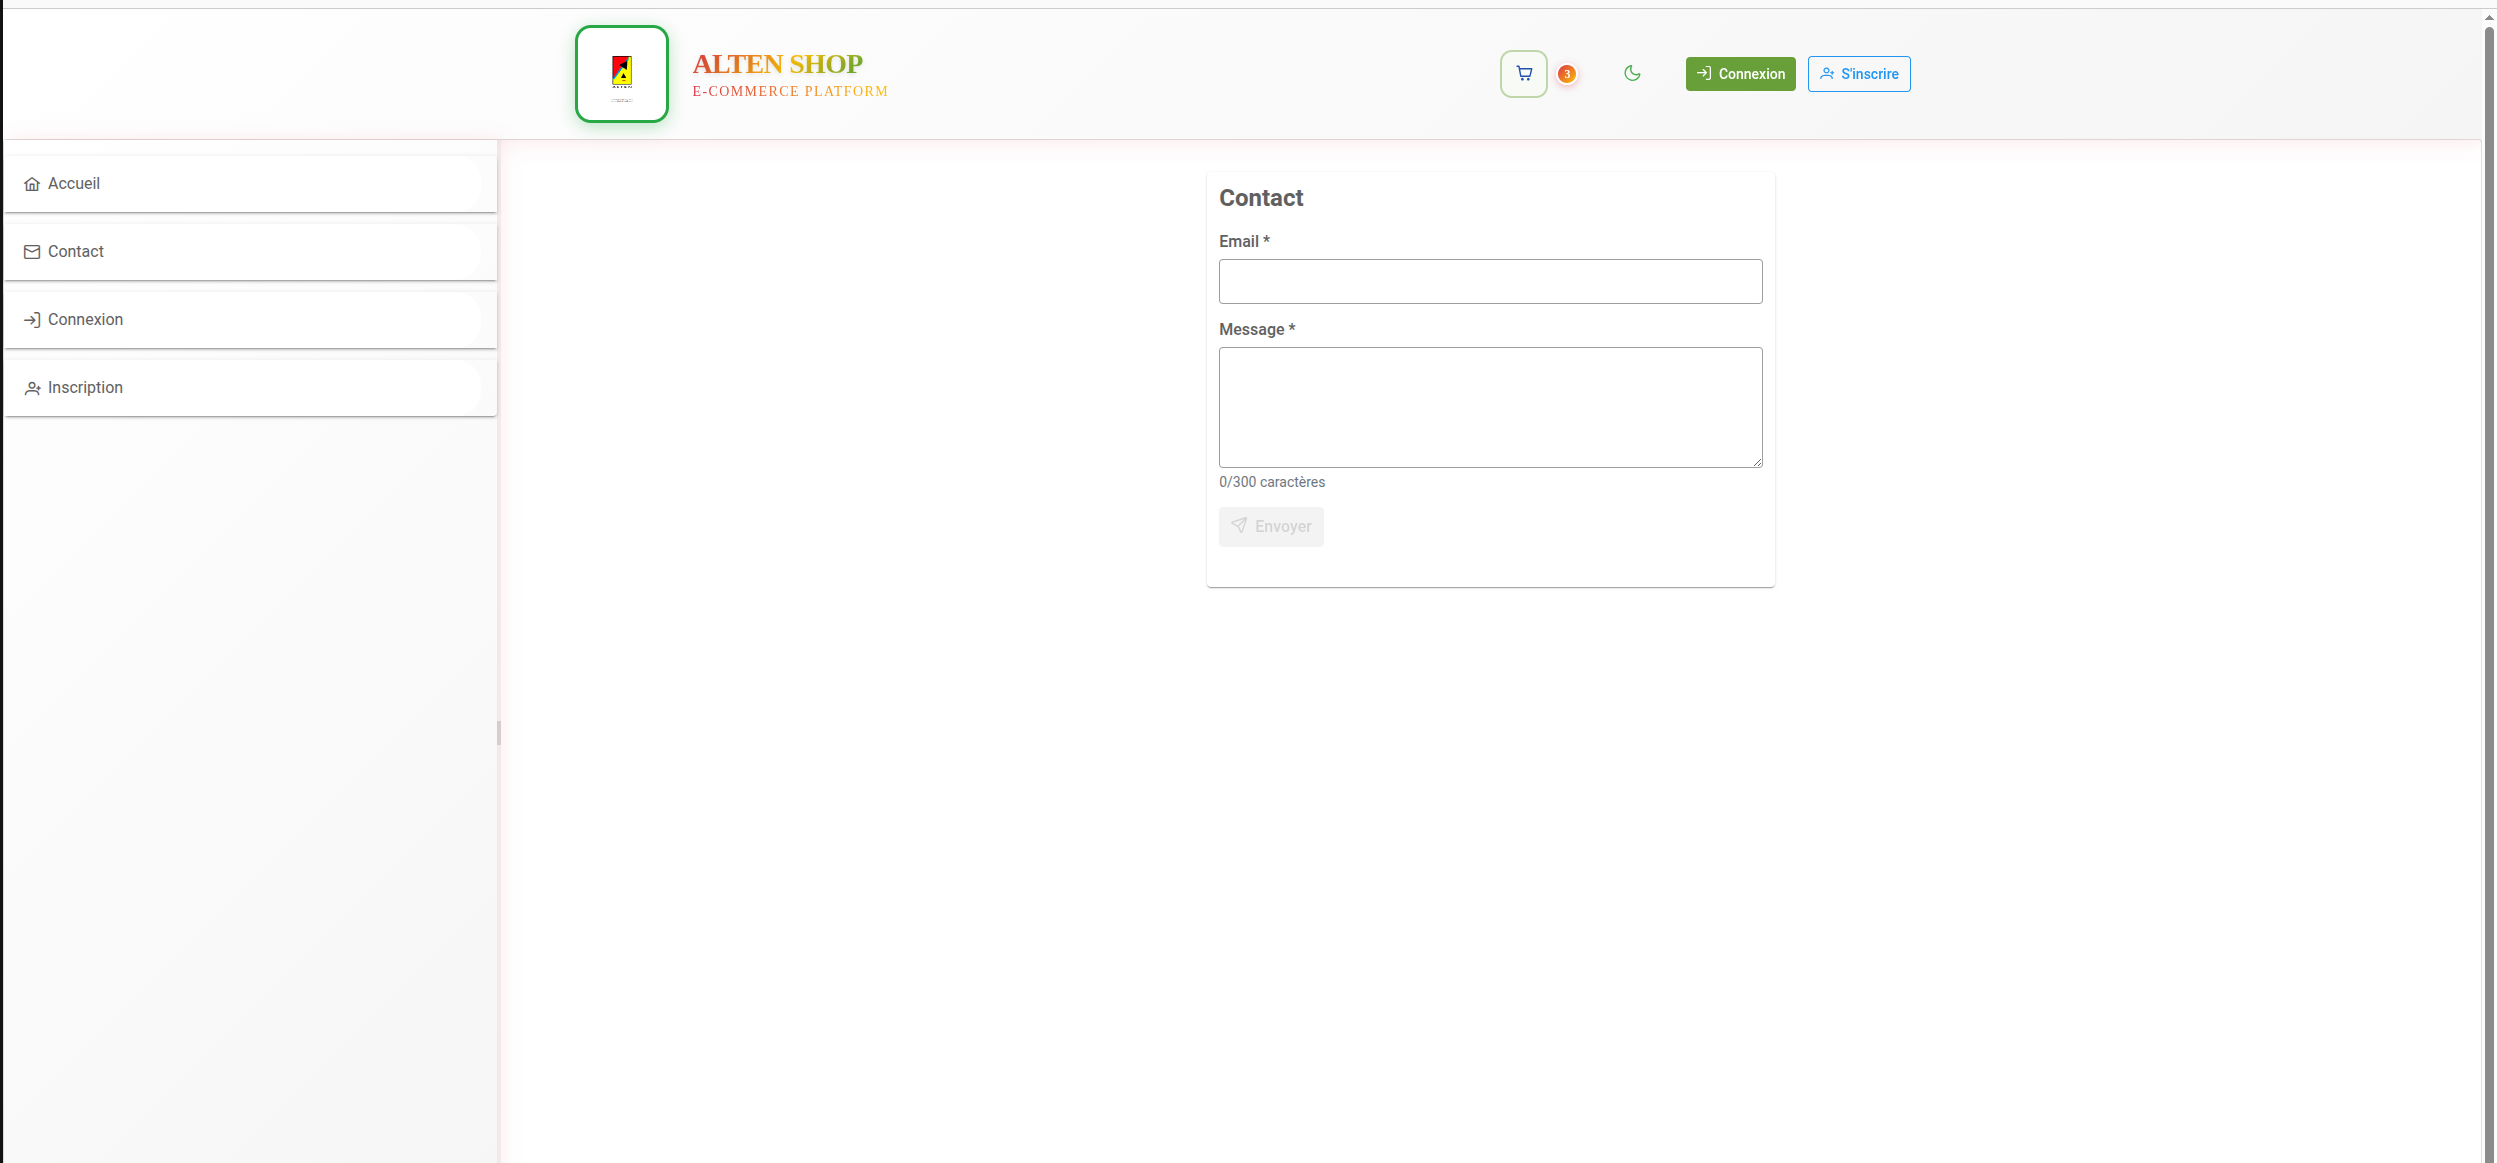 ALTEN SHOP
E-COMMERCE PLATFORM
3
Connexion
S'inscrire
Accueil
Contact
Connexion
Inscription
Contact
Email *
Message *
0/300 caractères
Envoyer